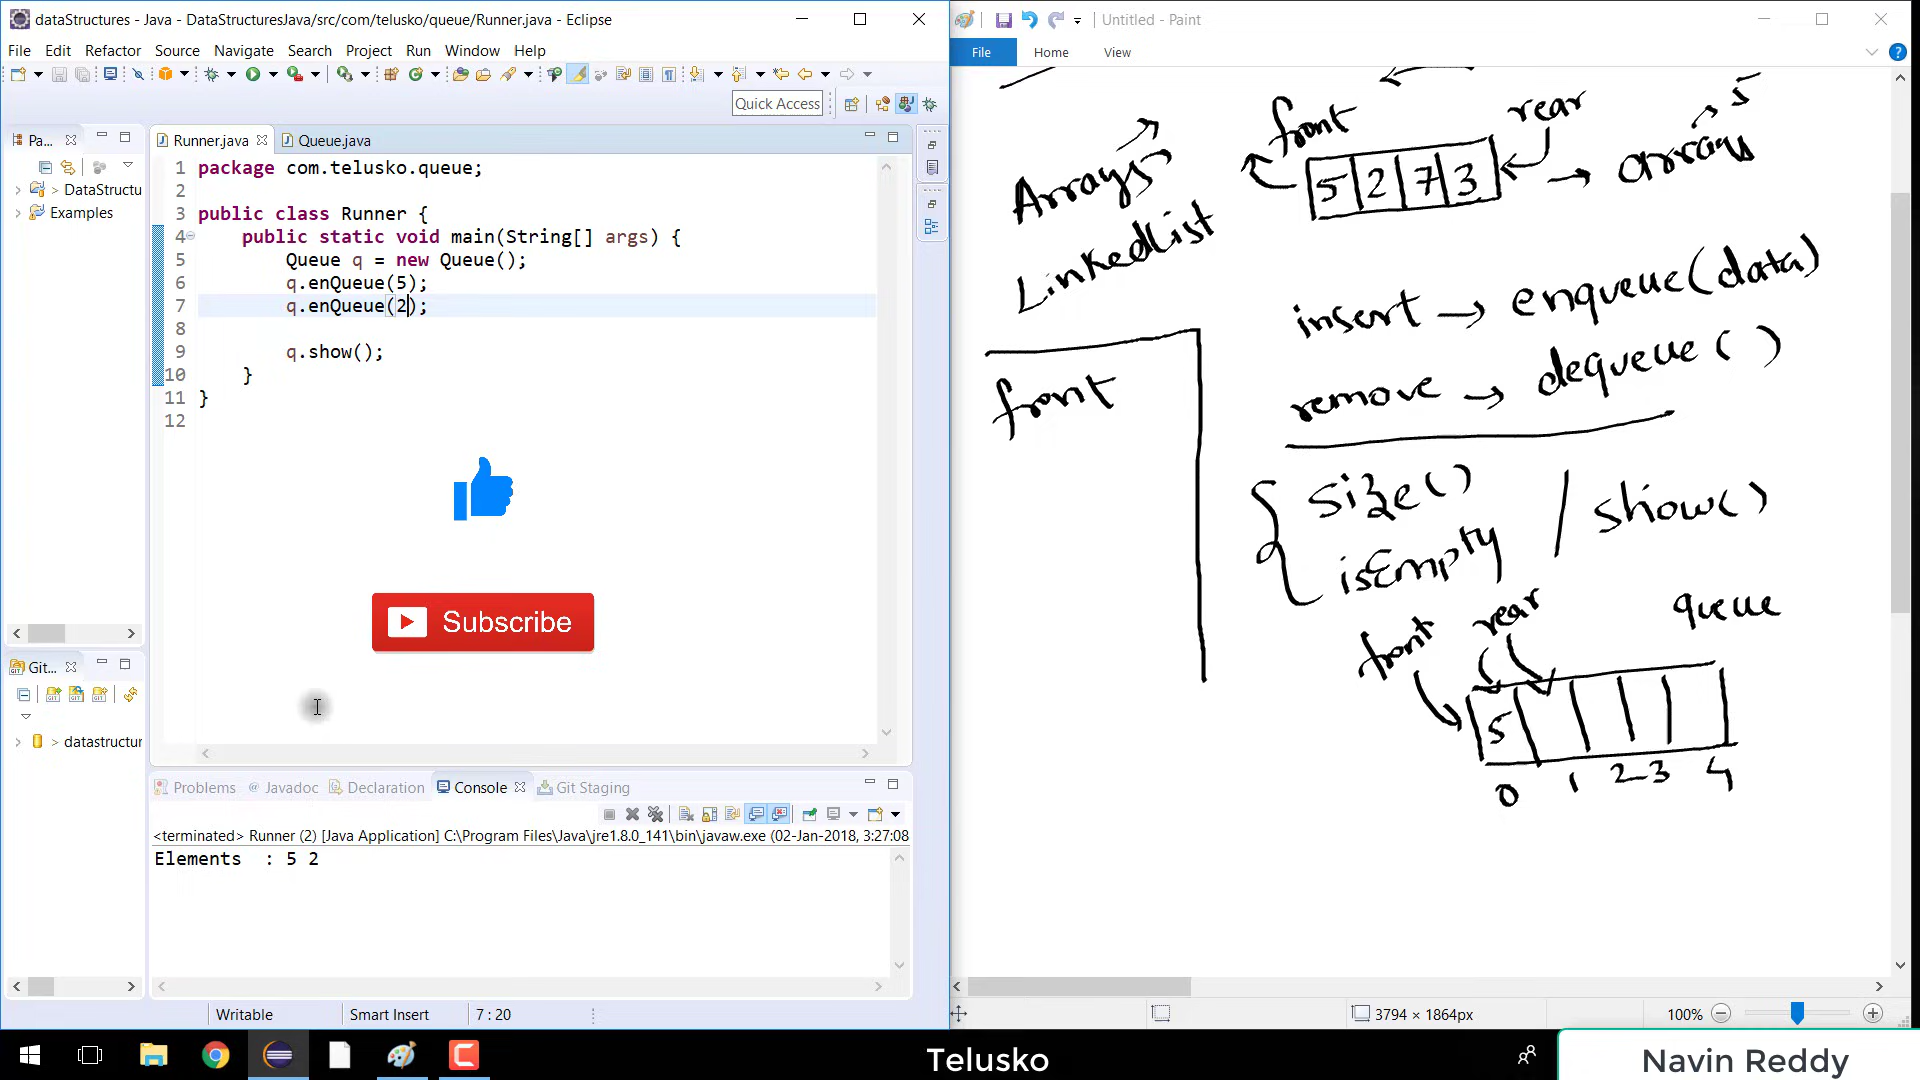 dataStructures - Java - DataStructuresJava/src/com/telusko/queue/Runner.java - Eclipse
File Edit Refactor Source Navigate Search Project Run Window Help
Quick Access
Pa...
DataStructu
Examples
Git...
> datastructur
Runner.java
Queue.java
1 package com.telusko.queue;
2
3 public class Runner {
4 public static void main(String[] args) {
5 Queue q = new Queue();
6 q.enQueue(5);
7 q.enQueue(2);
8
9 q.show();
10 }
11 }
12
Subscribe
Problems @ Javadoc Declaration Console Git Staging
<terminated> Runner (2) [Java Application] C:\Program Files\Java\jre1.8.0_141\bin\javaw.exe (02-Jan-2018, 3:27:08
Elements : 5 2
Writable Smart Insert 7 : 20
Untitled - Paint
File Home View
Arrays
LinkedList
front
rear
5 2 7 3
arrays
5
insert → enqueue(data)
remove → dequeue ( )
front
size()
isEmpty
/ show()
front
rear
queue
5
0 1 2 3 4
3794 × 1864px
100%
Telusko
Navin Reddy